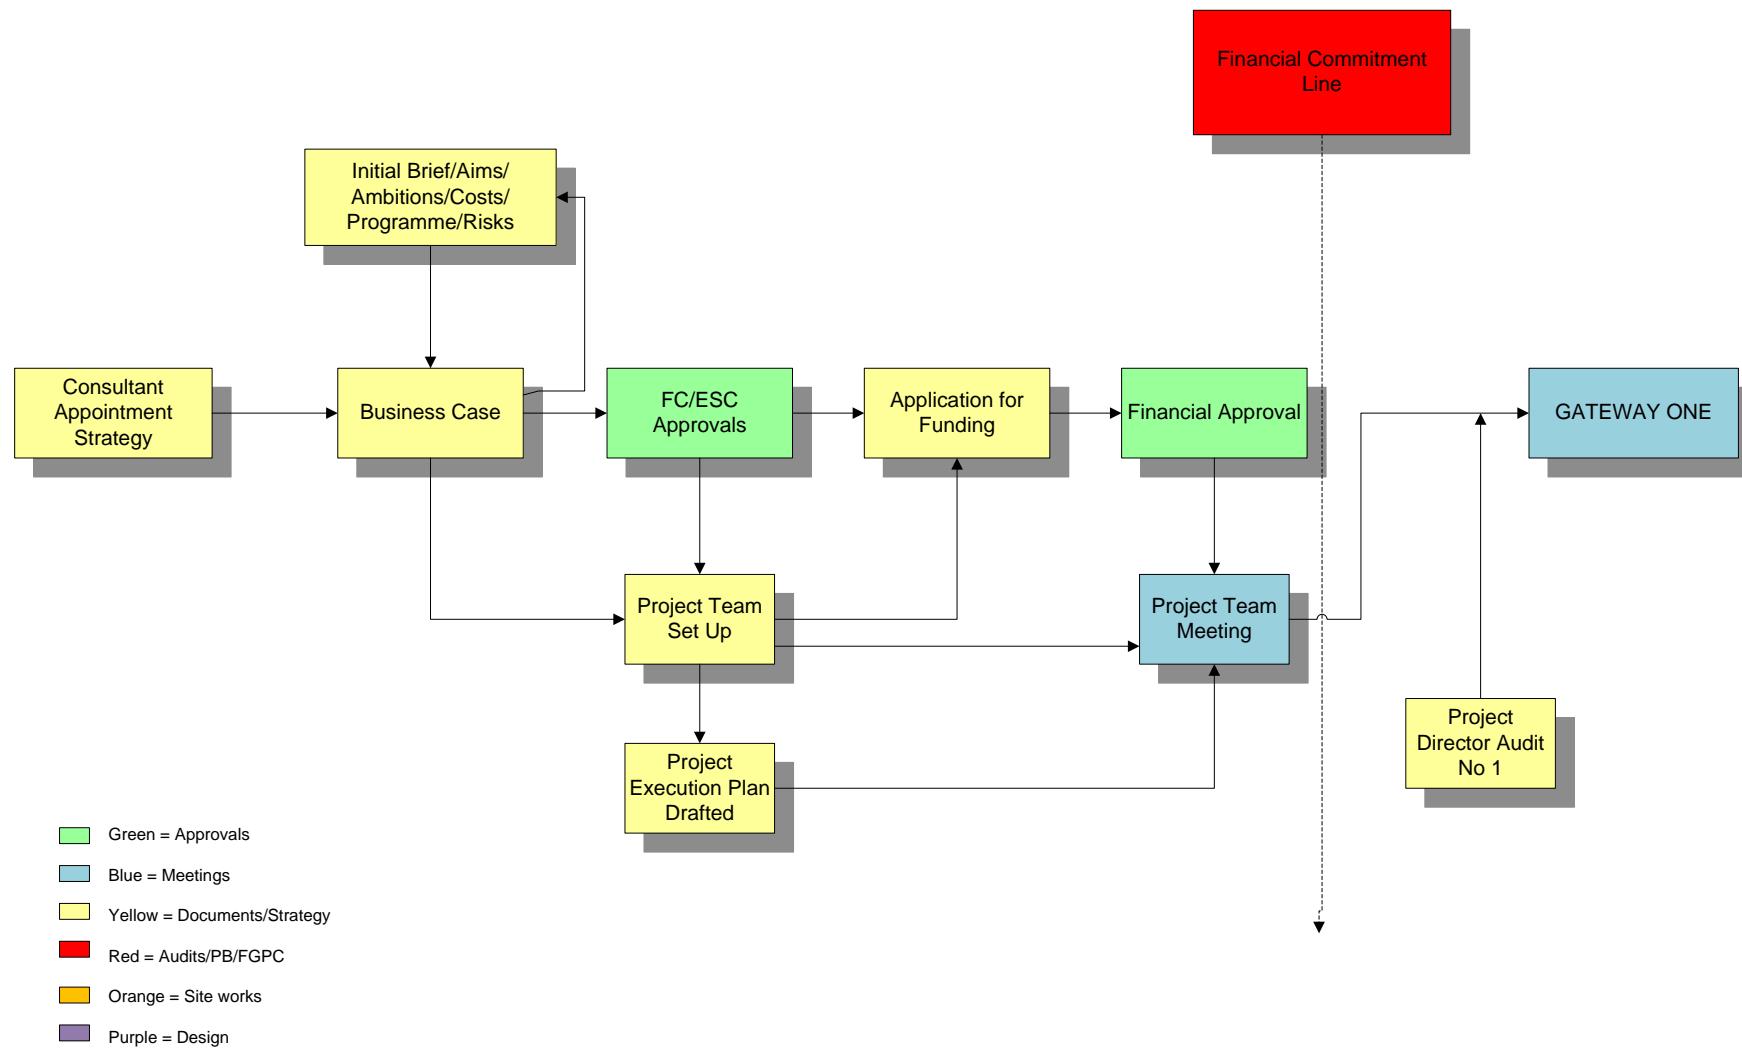 Financial Commitment
Line
Initial Brief/Aims/
Ambitions/Costs/
Programme/Risks
Consultant
Appointment
Strategy
Business Case
FC/ESC
Approvals
Application for
Funding
Financial Approval
GATEWAY ONE
Project Team
Set Up
Project Team
Meeting
Project
Director Audit
No 1
Project
Execution Plan
Drafted
Green = Approvals
Blue = Meetings
Yellow = Documents/Strategy
Red = Audits/PB/FGPC
Orange = Site works
Purple = Design